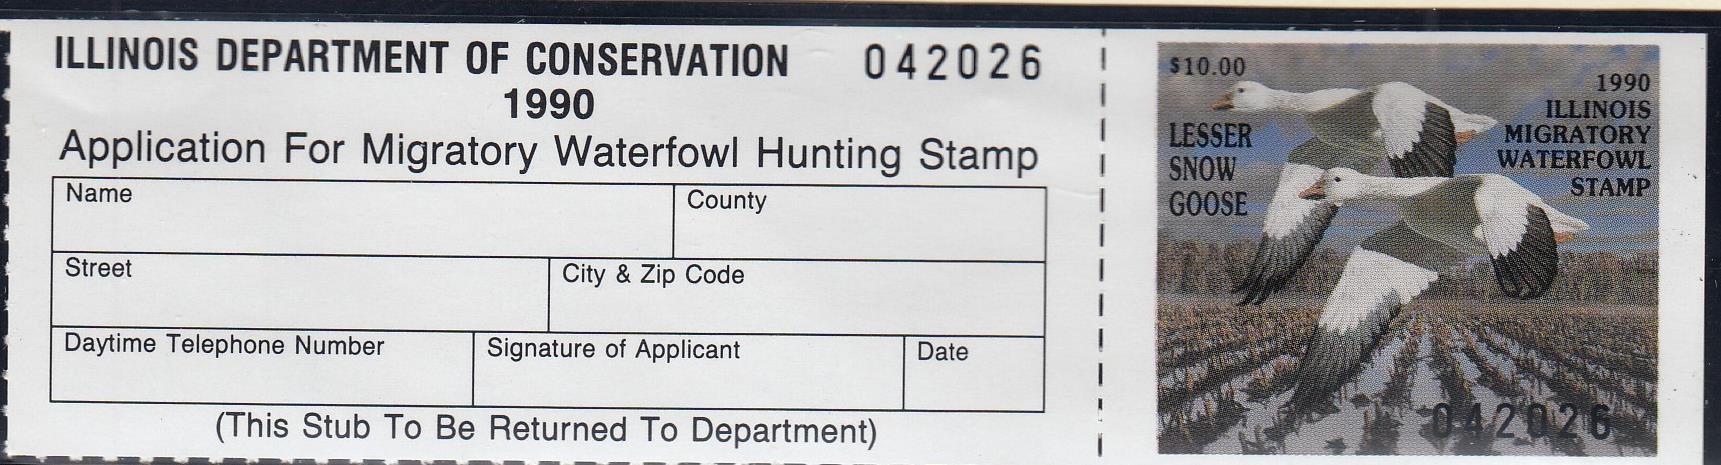 ILLINOIS DEPARTMENT OF CONSERVATION 042026
1990
Application For Migratory Waterfowl Hunting Stamp
Name
County
Street
City & Zip Code
Daytime Telephone Number
Signature of Applicant
Date
(This Stub To Be Returned To Department)
$10.00
LESSER
SNOW
GOOSE
1990
ILLINOIS
MIGRATORY
WATERFOWL
STAMP
042026